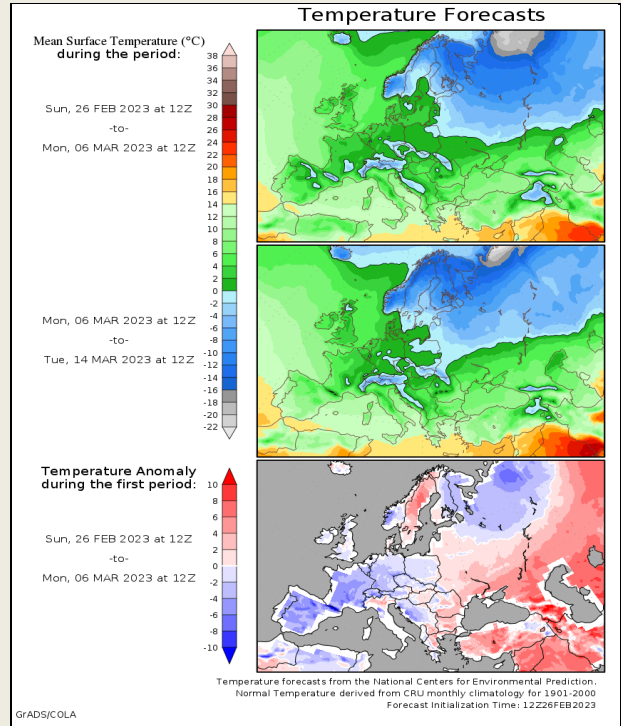 Temperature Forecasts
Mean Surface Temperature (°C)
during the period:
Sun, 26 FEB 2023 at 12Z
-to-
Mon, 06 MAR 2023 at 12Z
Mon, 06 MAR 2023 at 12Z
-to-
Tue, 14 MAR 2023 at 12Z
38
36
34
32
30
28
26
24
22
20
18
16
14
12
10
8
6
4
2
0
-2
-4
-6
-8
-10
-12
-14
-16
-18
-20
-22
Temperature Anomaly
during the first period:
Sun, 26 FEB 2023 at 12Z
-to-
Mon, 06 MAR 2023 at 12Z
10
8
6
4
2
0
-2
-4
-6
-8
-10
Temperature forecasts from the National Centers for Environmental Prediction.
Normal Temperature derived from CRU monthly climatology for 1901-2000
Forecast Initialization Time: 12Z26FEB2023
GrADS/COLA